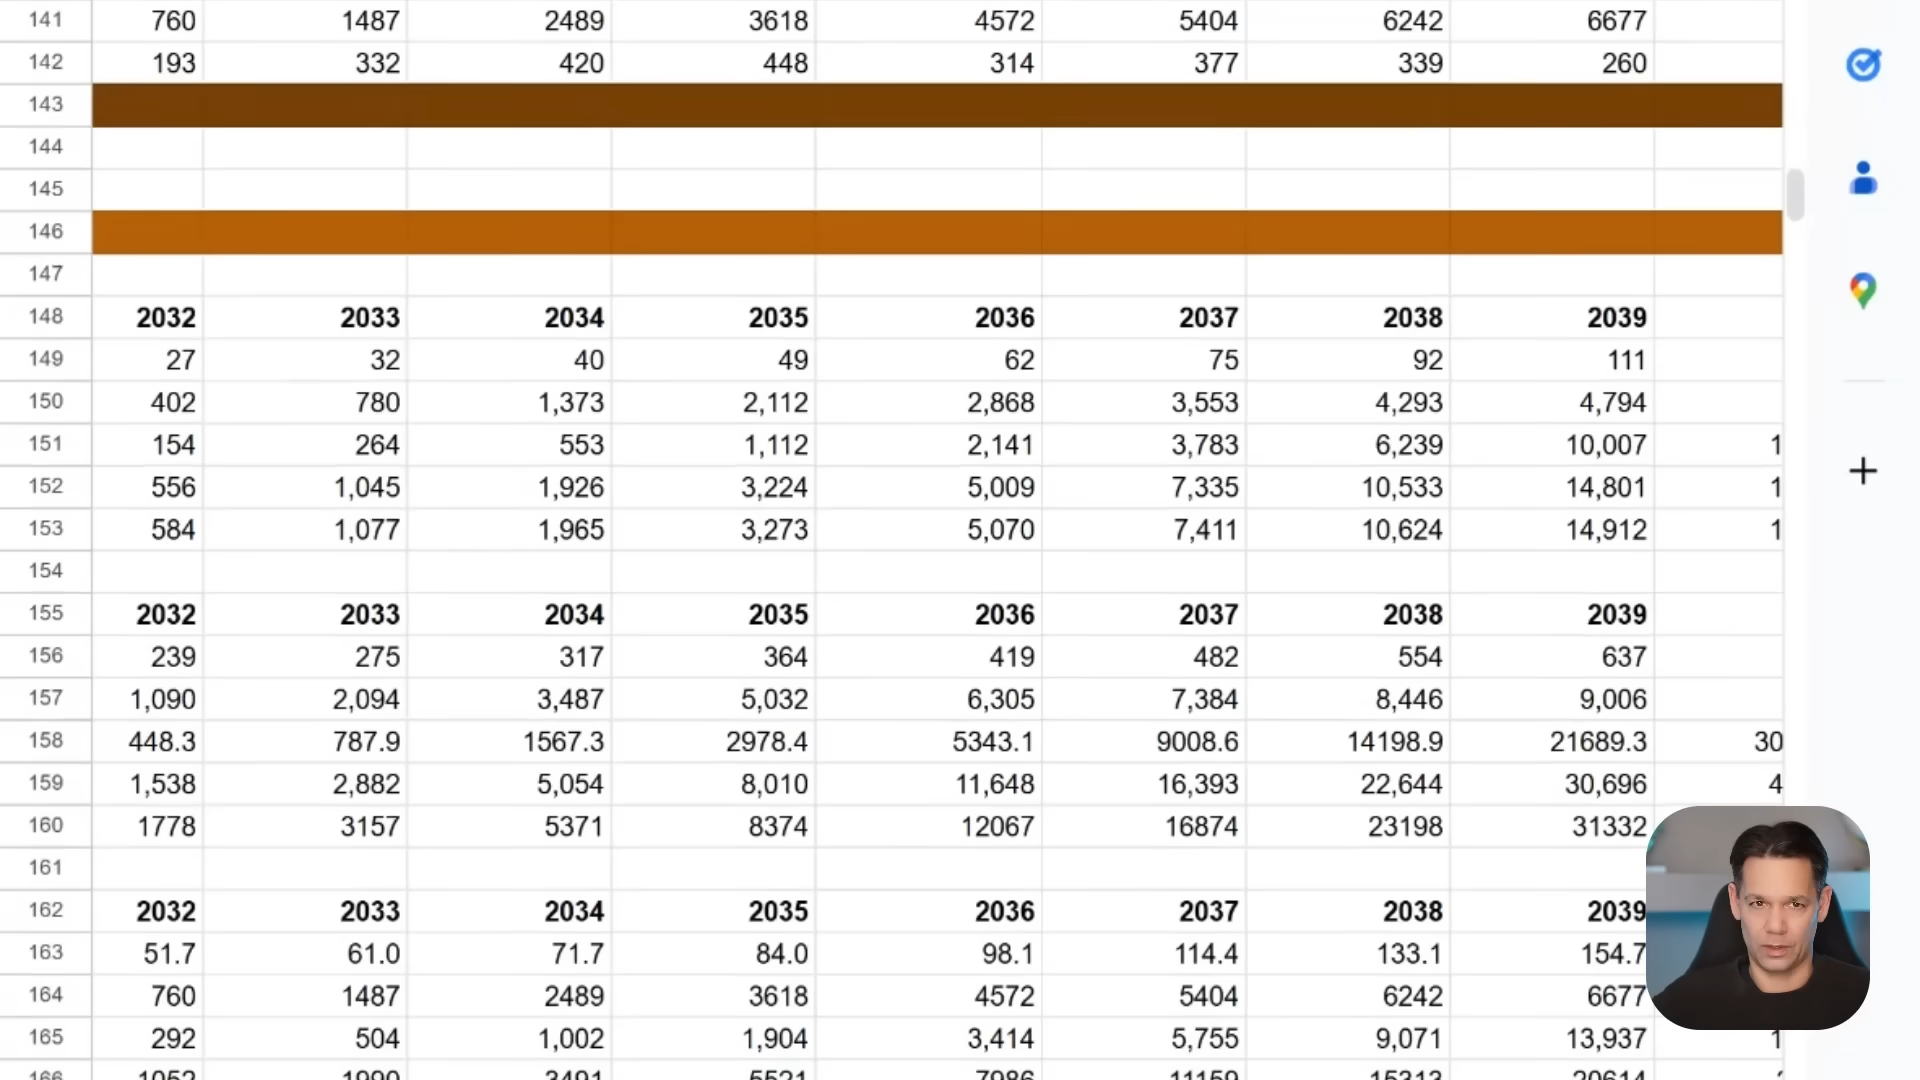 141 760 1487 2489 3618 4572 5404 6242 6677
142 193 332 420 448 314 377 339 260
143
144
145
146
147
148 2032 2033 2034 2035 2036 2037 2038 2039
149 27 32 40 49 62 75 92 111
150 402 780 1,373 2,112 2,868 3,553 4,293 4,794
151 154 264 553 1,112 2,141 3,783 6,239 10,007 1
152 556 1,045 1,926 3,224 5,009 7,335 10,533 14,801 1
153 584 1,077 1,965 3,273 5,070 7,411 10,624 14,912 1
154
155 2032 2033 2034 2035 2036 2037 2038 2039
156 239 275 317 364 419 482 554 637
157 1,090 2,094 3,487 5,032 6,305 7,384 8,446 9,006
158 448.3 787.9 1567.3 2978.4 5343.1 9008.6 14198.9 21689.3 30
159 1,538 2,882 5,054 8,010 11,648 16,393 22,644 30,696 4
160 1778 3157 5371 8374 12067 16874 23198 31332
161
162 2032 2033 2034 2035 2036 2037 2038 2039
163 51.7 61.0 71.7 84.0 98.1 114.4 133.1 154.7
164 760 1487 2489 3618 4572 5404 6242 6677
165 292 504 1,002 1,904 3,414 5,755 9,071 13,937 1